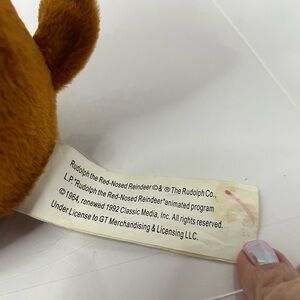 Rudolph the Red-Nosed Reindeer ©& ® The Rudolph Co.,
L.P."Rudolph the Red-Nosed Reindeer"animated program
©1964, renewed 1992 Classic Media, Inc. All rights reserved.
Under License to GT Merchandising & Licensing LLC.